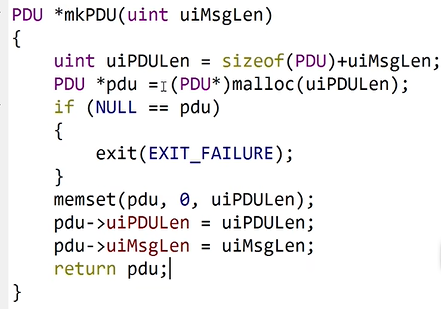 PDU *mkPDU(uint uiMsgLen)
{
    uint uiPDULen = sizeof(PDU)+uiMsgLen;
    PDU *pdu = (PDU*)malloc(uiPDULen);
    if (NULL == pdu)
    {
        exit(EXIT_FAILURE);
    }
    memset(pdu, 0, uiPDULen);
    pdu->uiPDULen = uiPDULen;
    pdu->uiMsgLen = uiMsgLen;
    return pdu;
}